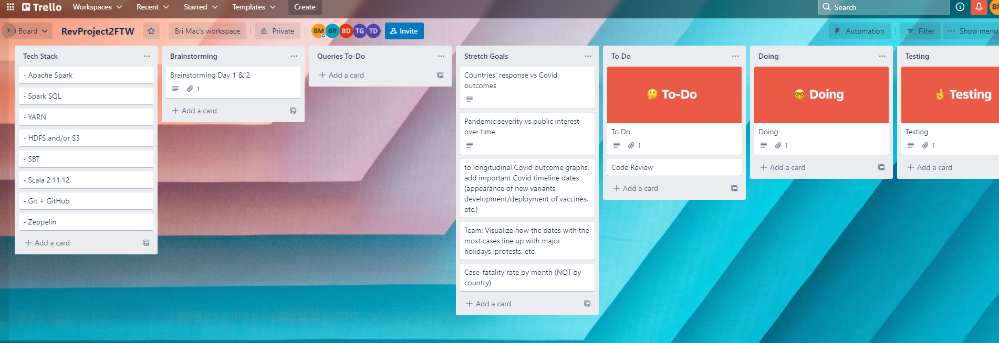 Trello
Workspaces
Recent
Starred
Templates
Create
Search
BM
Board
RevProject2FTW
Bri Mac's workspace
Private
BM
BR
BD
TG
TD
Invite
Automation
Filter
Show menu
Tech Stack
- Apache Spark
- Spark SQL
- YARN
- HDFS and/or S3
- SBT
- Scala 2.11.12
- Git + GitHub
- Zeppelin
Add a card
Brainstorming
Brainstorming Day 1 & 2
1
Add a card
Queries To-Do
Add a card
Stretch Goals
Countries' response vs Covid
outcomes
Pandemic severity vs public interest
over time
to longitudinal Covid outcome graphs,
add important Covid timeline dates
(appearance of new variants,
development/deployment of vaccines,
etc.)
Team: Visualize how the dates with the
most cases line up with major
holidays, protests, etc.
Case-fatality rate by month (NOT by
country)
Add a card
To Do
🤔 To-Do
To Do
1
Code Review
Add a card
Doing
🤓 Doing
Doing
1
Add a card
Testing
🤞 Testing
Testing
1
Add a card